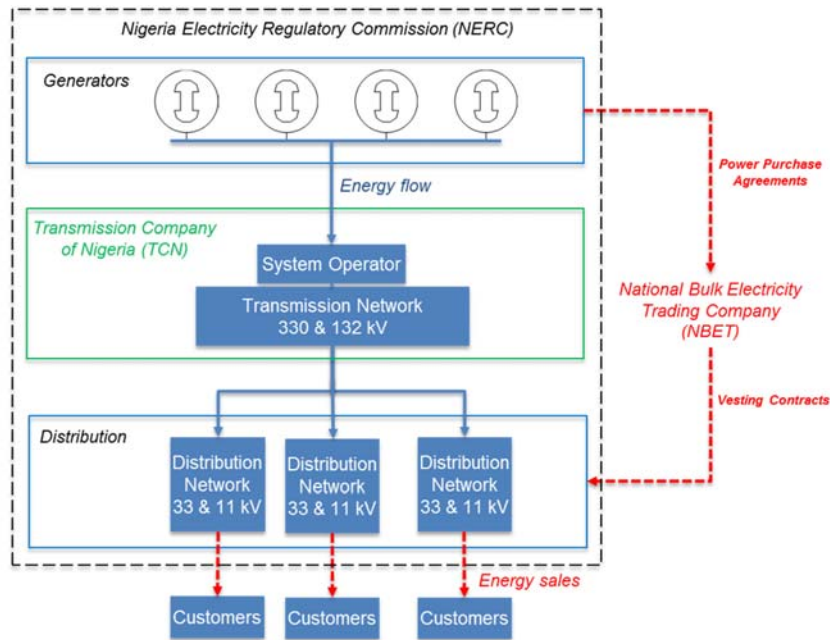 Nigeria Electricity Regulatory Commission (NERC)
Generators
Energy flow
Power Purchase
Agreements
Transmission Company
of Nigeria (TCN)
System Operator
Transmission Network
330 & 132 kV
National Bulk Electricity
Trading Company
(NBET)
Vesting Contracts
Distribution
Distribution
Network
33 & 11 kV
Distribution
Network
33 & 11 kV
Distribution
Network
33 & 11 kV
Energy sales
Customers
Customers
Customers